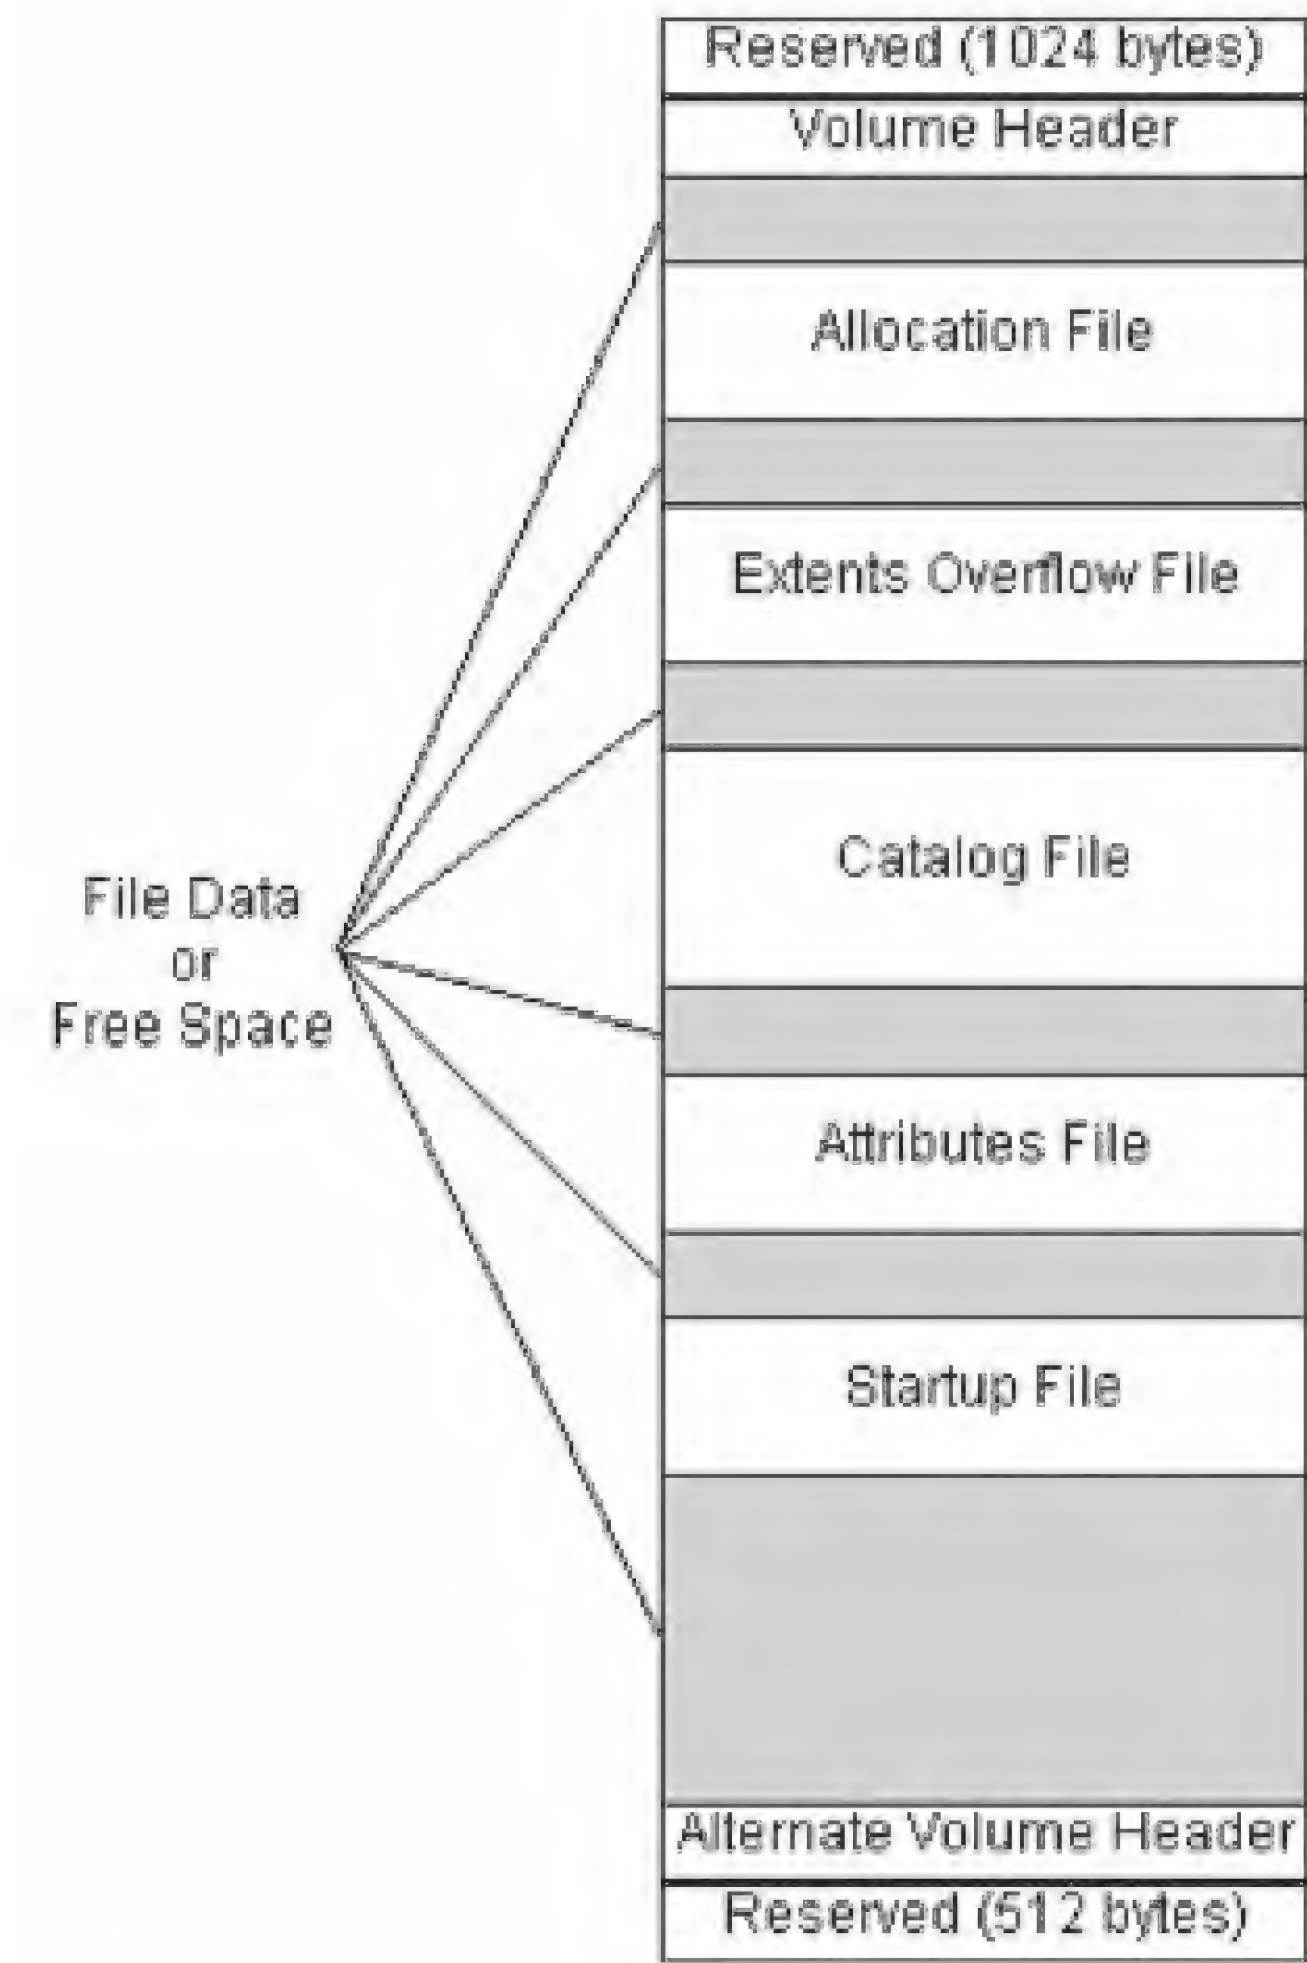 Reserved (1024 bytes)
Volume Header
Allocation File
Extents Overflow File
Catalog File
File Data
or
Free Space
Attributes File
Startup File
Alternate Volume Header
Reserved (512 bytes)